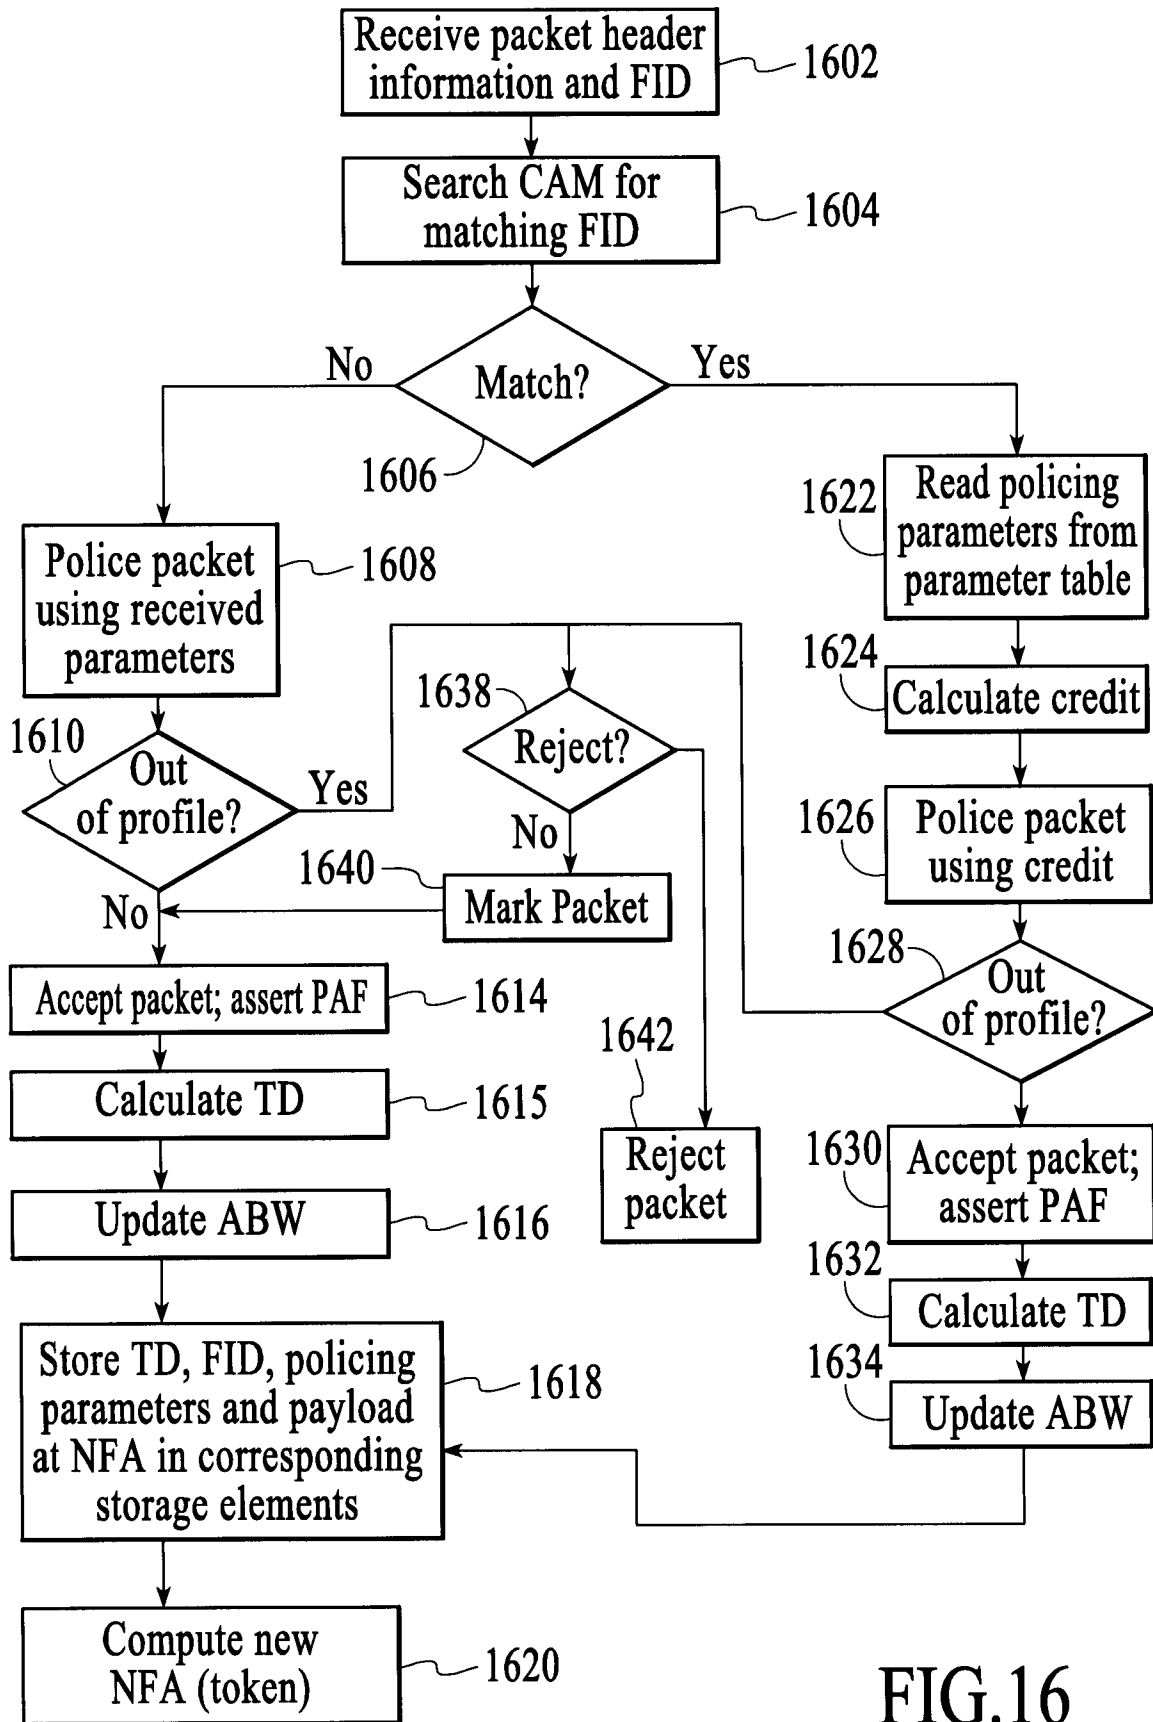 Receive packet header
information and FID
1602
Search CAM for
matching FID
1604
No
Match?
Yes
1606
1622
Read policing
parameters from
parameter table
Police packet
using received
parameters
1608
1624
Calculate credit
1638
Reject?
1610
Out
of profile?
Yes
No
1626
Police packet
using credit
1640
Mark Packet
No
1628
Out
of profile?
Accept packet; assert PAF
1614
1642
Reject
packet
Calculate TD
1615
1630
Accept packet;
assert PAF
Update ABW
1616
1632
Calculate TD
1634
Update ABW
Store TD, FID, policing
parameters and payload
at NFA in corresponding
storage elements
1618
Compute new
NFA (token)
1620
FIG.16